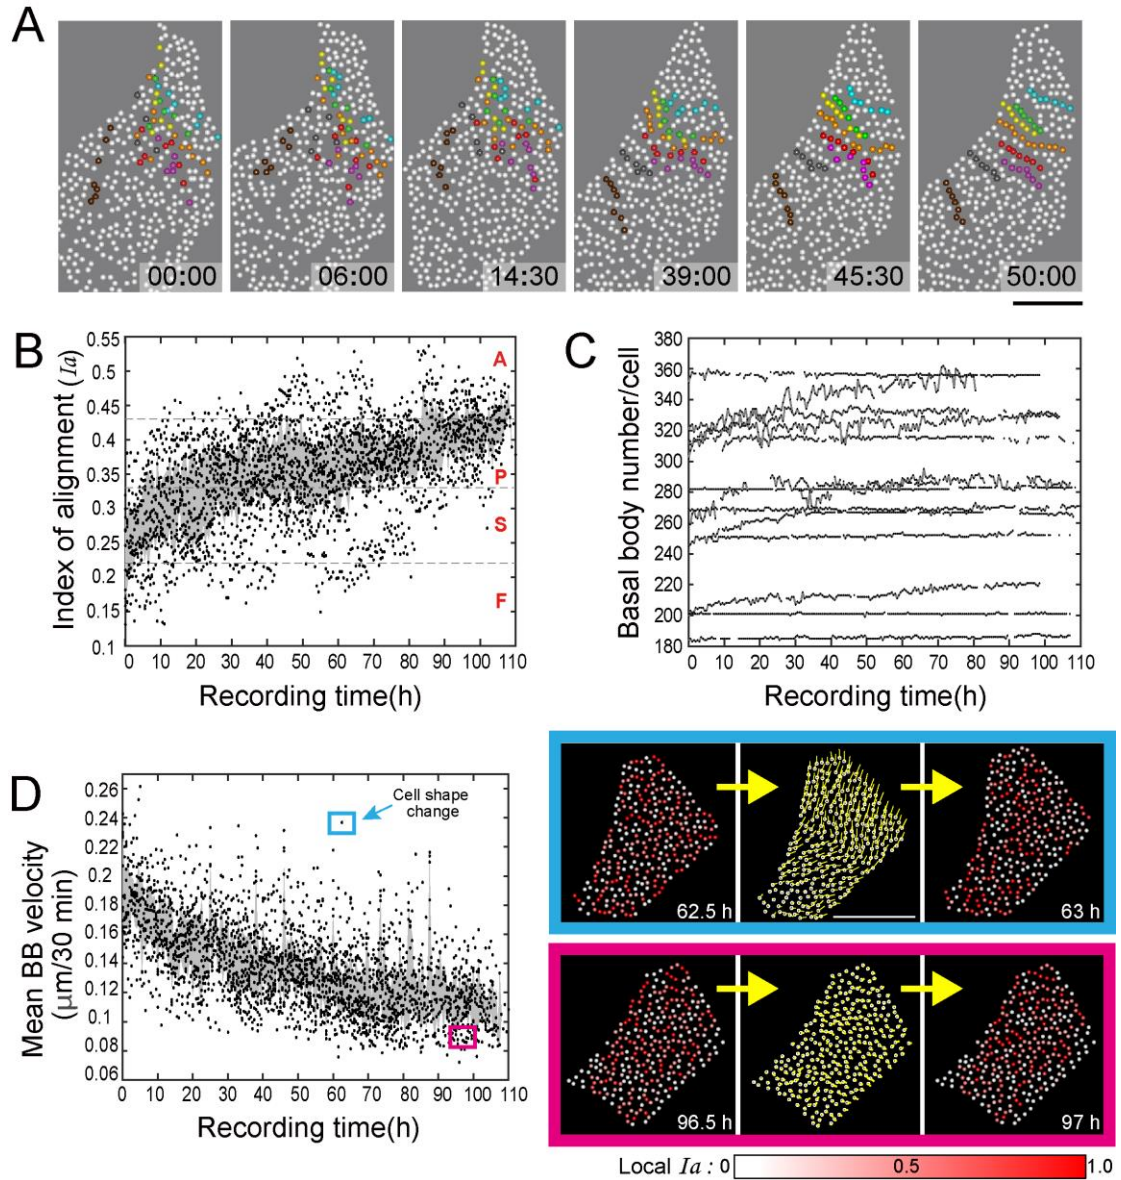 A
00:00 06:00 14:30 39:00 45:30 50:00
B
Index of alignment (Ia)
0.55
0.5
0.45
0.4
0.35
0.3
0.25
0.2
0.15
0.1
A
P
S
F
0 10 20 30 40 50 60 70 80 90 100 110
Recording time(h)
C
Basal body number/cell
380
360
340
320
300
280
260
240
220
200
180
0 10 20 30 40 50 60 70 80 90 100 110
Recording time(h)
D
Mean BB velocity
(μm/30 min)
0.26
0.24
0.22
0.2
0.18
0.16
0.14
0.12
0.1
0.08
0.06
Cell shape
change
0 10 20 30 40 50 60 70 80 90 100 110
Recording time(h)
62.5 h 63 h
96.5 h 97 h
Local Ia : 0 0.5 1.0